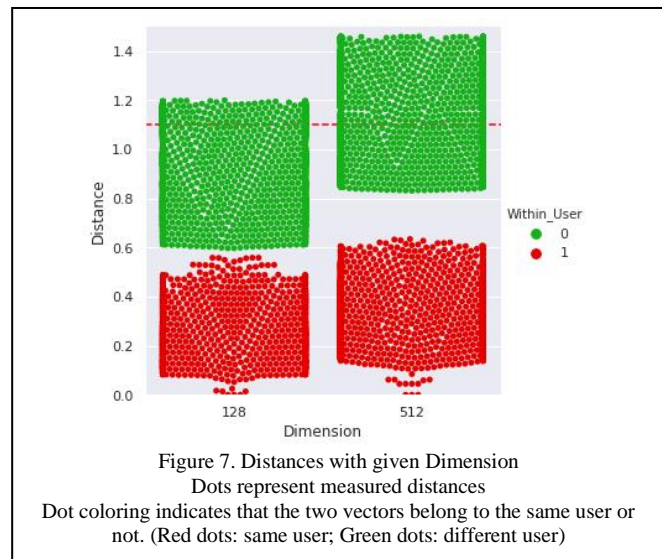 1.4
1.2
1.0
0.8
0.6
0.4
0.2
0.0
Distance
128
512
Dimension
Within_User
0
1
Figure 7. Distances with given Dimension
Dots represent measured distances
Dot coloring indicates that the two vectors belong to the same user or
not. (Red dots: same user; Green dots: different user)